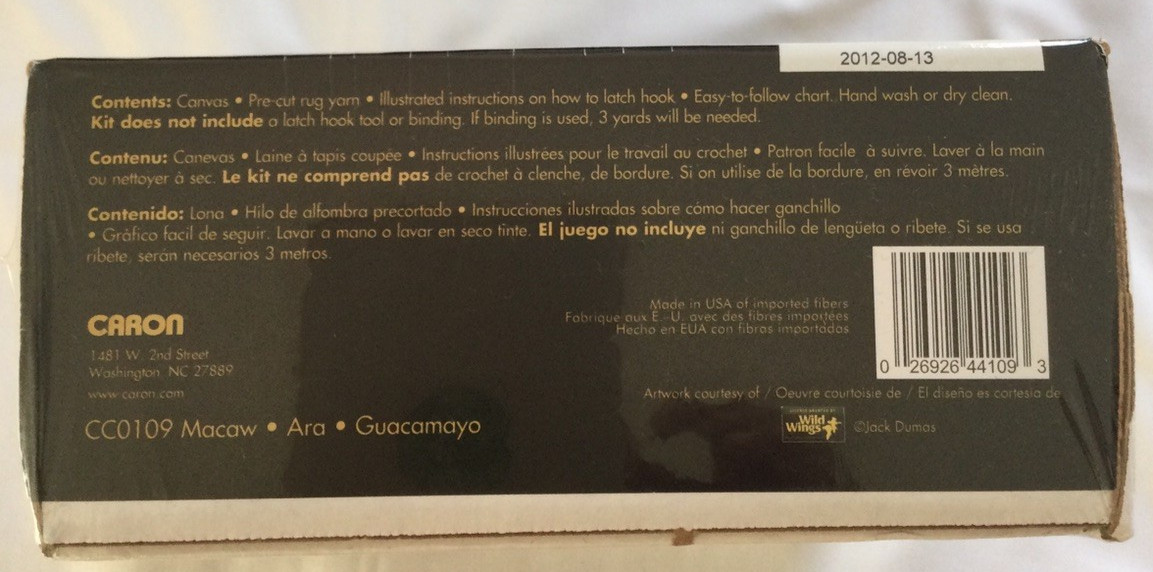 2012-08-13
Contents: Canvas • Pre-cut rug yarn • Illustrated instructions on how to latch hook • Easy-to-follow chart. Hand wash or dry clean.
Kit does not include a latch hook tool or binding. If binding is used, 3 yards will be needed.
Contenu: Canevas • Laine à tapis coupée • Instructions illustrées pour le travail au crochet • Patron facile à suivre. Laver à la main
ou nettoyer à sec. Le kit ne comprend pas de crochet à clenche, de bordure. Si on utilise de la bordure, en révoir 3 mètres.
Contenido: Lona • Hilo de alfombra precortado • Instrucciones ilustradas sobre cómo hacer ganchillo
• Gráfico facil de seguir. Lavar a mano o lavar en seco tinte. El juego no incluye ni ganchillo de lengüeta o ribete. Si se usa
ribete, serán necesarios 3 metros.
Made in USA of imported fibers
Fabrique aux E.-U. avec des fibres importées
Hecho en EUA con fibras importados
CARON
1481 W. 2nd Street
Washington, NC 27889
www.caron.com
0 26926 44109 3
Artwork courtesy of / Oeuvre courtoisie de / El diseño es cortesia de
CC0109 Macaw • Ara • Guacamayo
Wild
Wings
©Jack Dumas